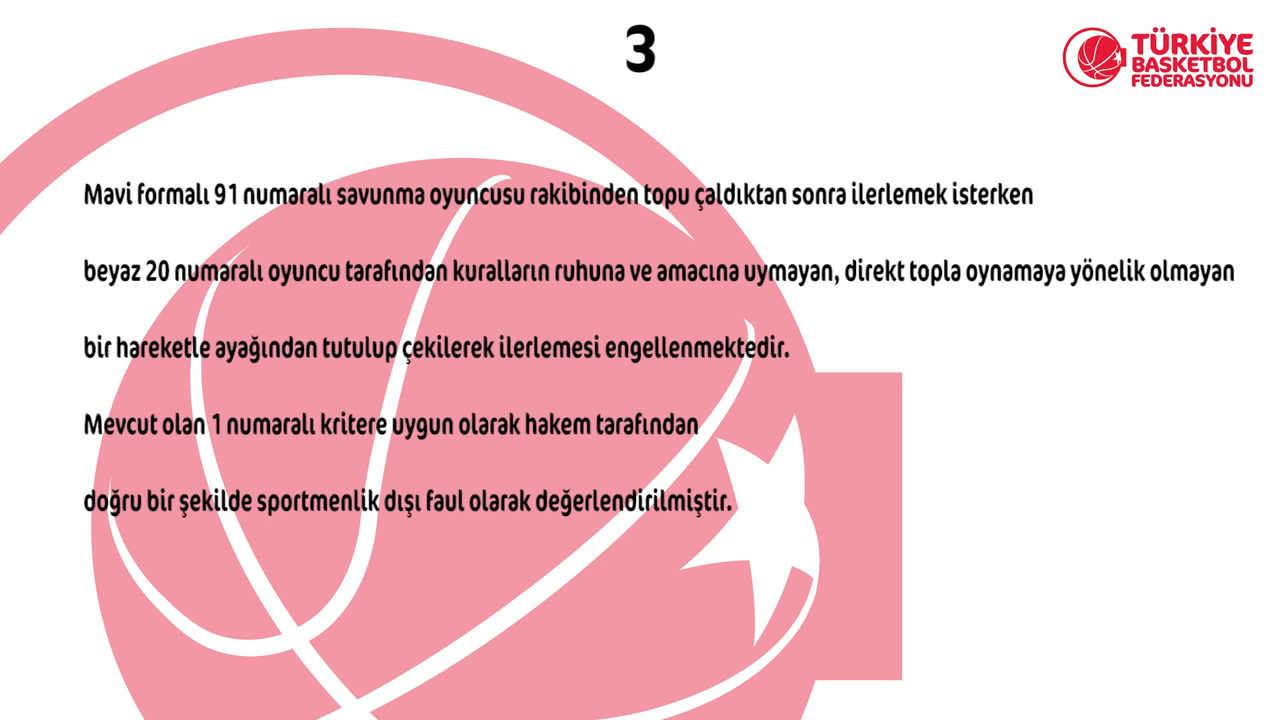 3
TÜRKİYE
BASKETBOL
FEDERASYONU
Mavi formalı 91 numaralı savunma oyuncusu rakibinden topu çaldıktan sonra ilerlemek isterken
beyaz 20 numaralı oyuncu tarafından kuralların ruhuna ve amacına uymayan, direkt topla oynamaya yönelik olmayan
bir hareketle ayağından tutulup çekilerek ilerlemesi engellenmektedir.
Mevcut olan 1 numaralı kritere uygun olarak hakem tarafından
doğru bir şekilde sportmenlik dışı faul olarak değerlendirilmiştir.